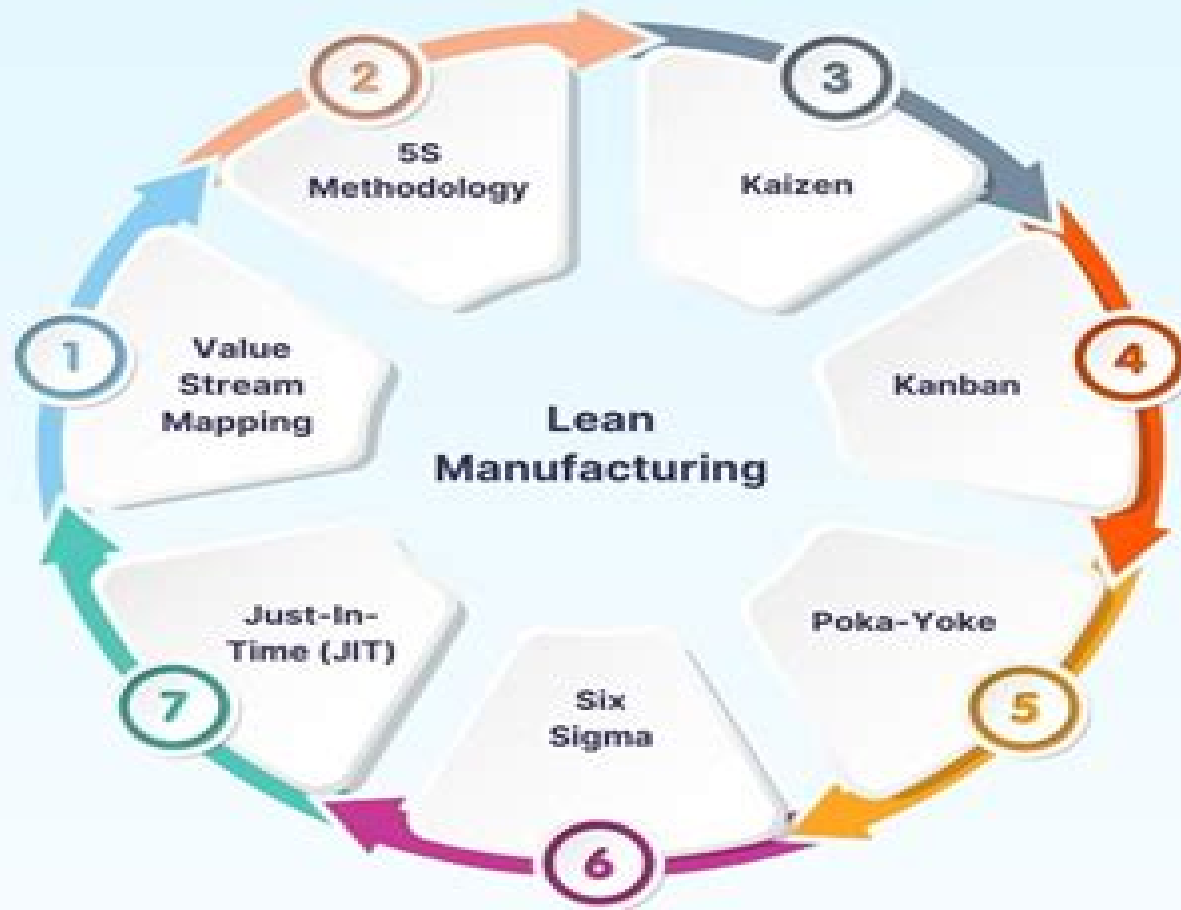 Lean
Manufacturing
1
Value
Stream
Mapping
2
5S
Methodology
3
Kaizen
4
Kanban
5
Poka-Yoke
6
Six
Sigma
7
Just-In-
Time (JIT)